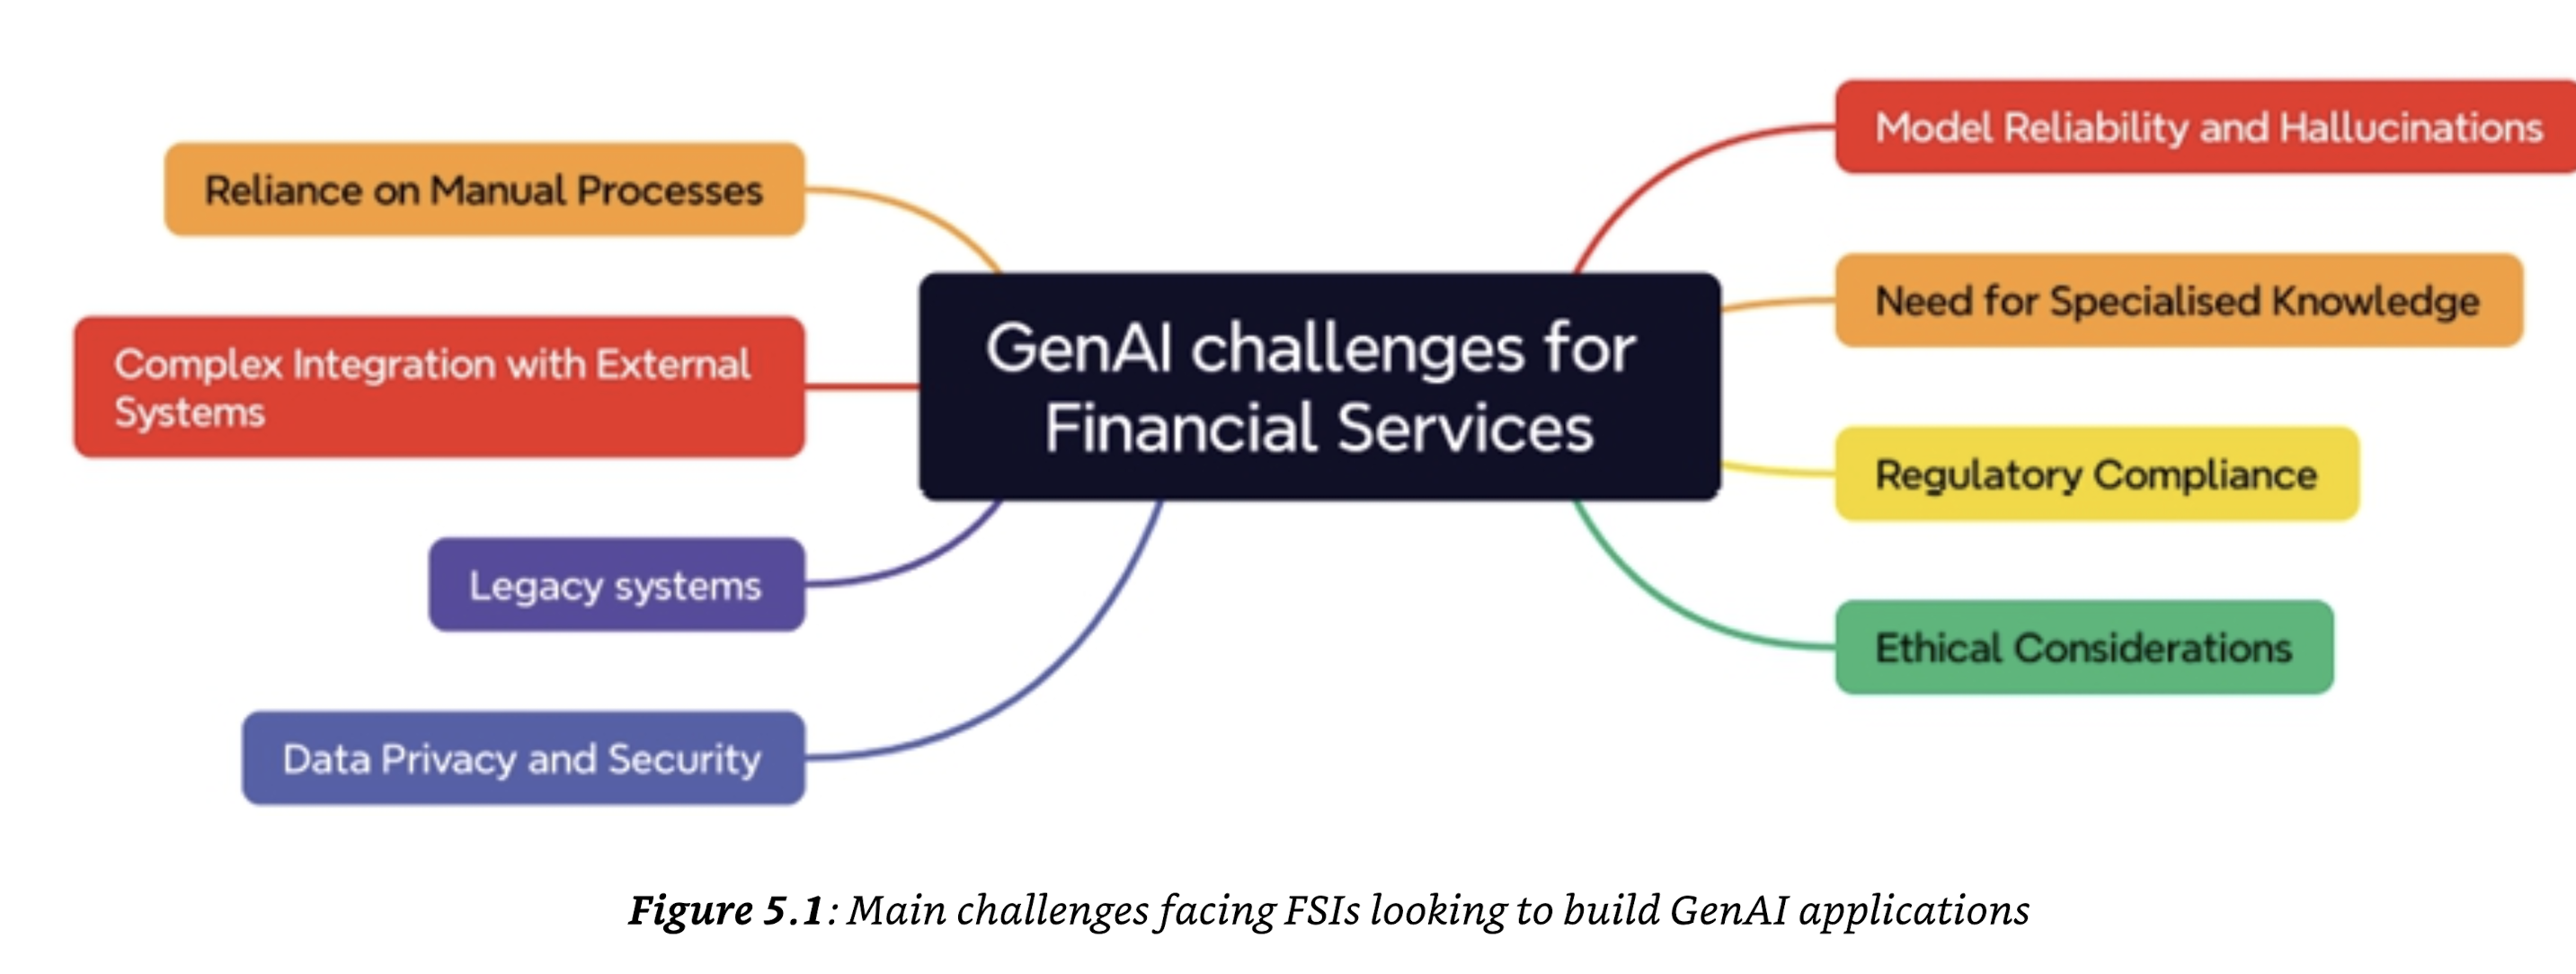 Reliance on Manual Processes
Complex Integration with External
Systems
Legacy systems
Data Privacy and Security
GenAI challenges for
Financial Services
Model Reliability and Hallucinations
Need for Specialised Knowledge
Regulatory Compliance
Ethical Considerations
Figure 5.1: Main challenges facing FSIs looking to build GenAI applications